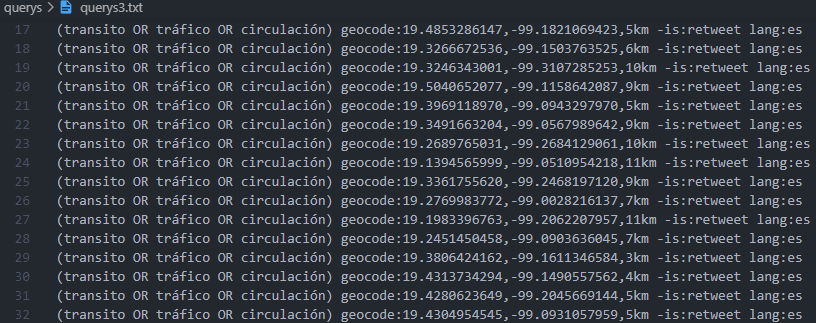 querys > querys3.txt
17 (transito OR tráfico OR circulación) geocode:19.4853286147,-99.1821069423,5km -is:retweet lang:es
18 (transito OR tráfico OR circulación) geocode:19.3266672536,-99.1503763525,6km -is:retweet lang:es
19 (transito OR tráfico OR circulación) geocode:19.3246343001,-99.3107285253,10km -is:retweet lang:es
20 (transito OR tráfico OR circulación) geocode:19.5040652077,-99.1158642087,9km -is:retweet lang:es
21 (transito OR tráfico OR circulación) geocode:19.3969118970,-99.0943297970,5km -is:retweet lang:es
22 (transito OR tráfico OR circulación) geocode:19.3491663204,-99.0567989642,9km -is:retweet lang:es
23 (transito OR tráfico OR circulación) geocode:19.2689765031,-99.2684129061,10km -is:retweet lang:es
24 (transito OR tráfico OR circulación) geocode:19.1394565999,-99.0510954218,11km -is:retweet lang:es
25 (transito OR tráfico OR circulación) geocode:19.3361755620,-99.2468197120,9km -is:retweet lang:es
26 (transito OR tráfico OR circulación) geocode:19.2769983772,-99.0028216137,7km -is:retweet lang:es
27 (transito OR tráfico OR circulación) geocode:19.1983396763,-99.2062207957,11km -is:retweet lang:es
28 (transito OR tráfico OR circulación) geocode:19.2451450458,-99.0903636045,7km -is:retweet lang:es
29 (transito OR tráfico OR circulación) geocode:19.3806424162,-99.1611346584,3km -is:retweet lang:es
30 (transito OR tráfico OR circulación) geocode:19.4313734294,-99.1490557562,4km -is:retweet lang:es
31 (transito OR tráfico OR circulación) geocode:19.4280623649,-99.2045669144,5km -is:retweet lang:es
32 (transito OR tráfico OR circulación) geocode:19.4304954545,-99.0931057959,5km -is:retweet lang:es